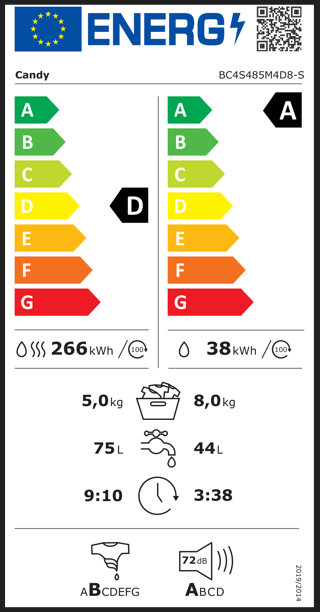 ENERG
Candy BC4S485M4D8-S
A A A
B B
C C
D D D
E E
F F
G G
266 kWh / 100 38 kWh / 100
5,0 kg 8,0 kg
75 L 44 L
9:10 3:38
72 dB
ABCDEFG ABCD
2019/2014